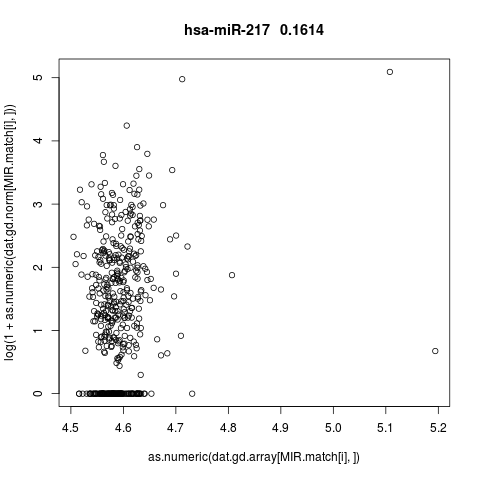 hsa-miR-217 0.1614
log(1 + as.numeric(dat.gd.norm[MIR.match[i], ]))
5
4
3
2
1
0
4.5 4.6 4.7 4.8 4.9 5.0 5.1 5.2
as.numeric(dat.gd.array[MIR.match[i], ])